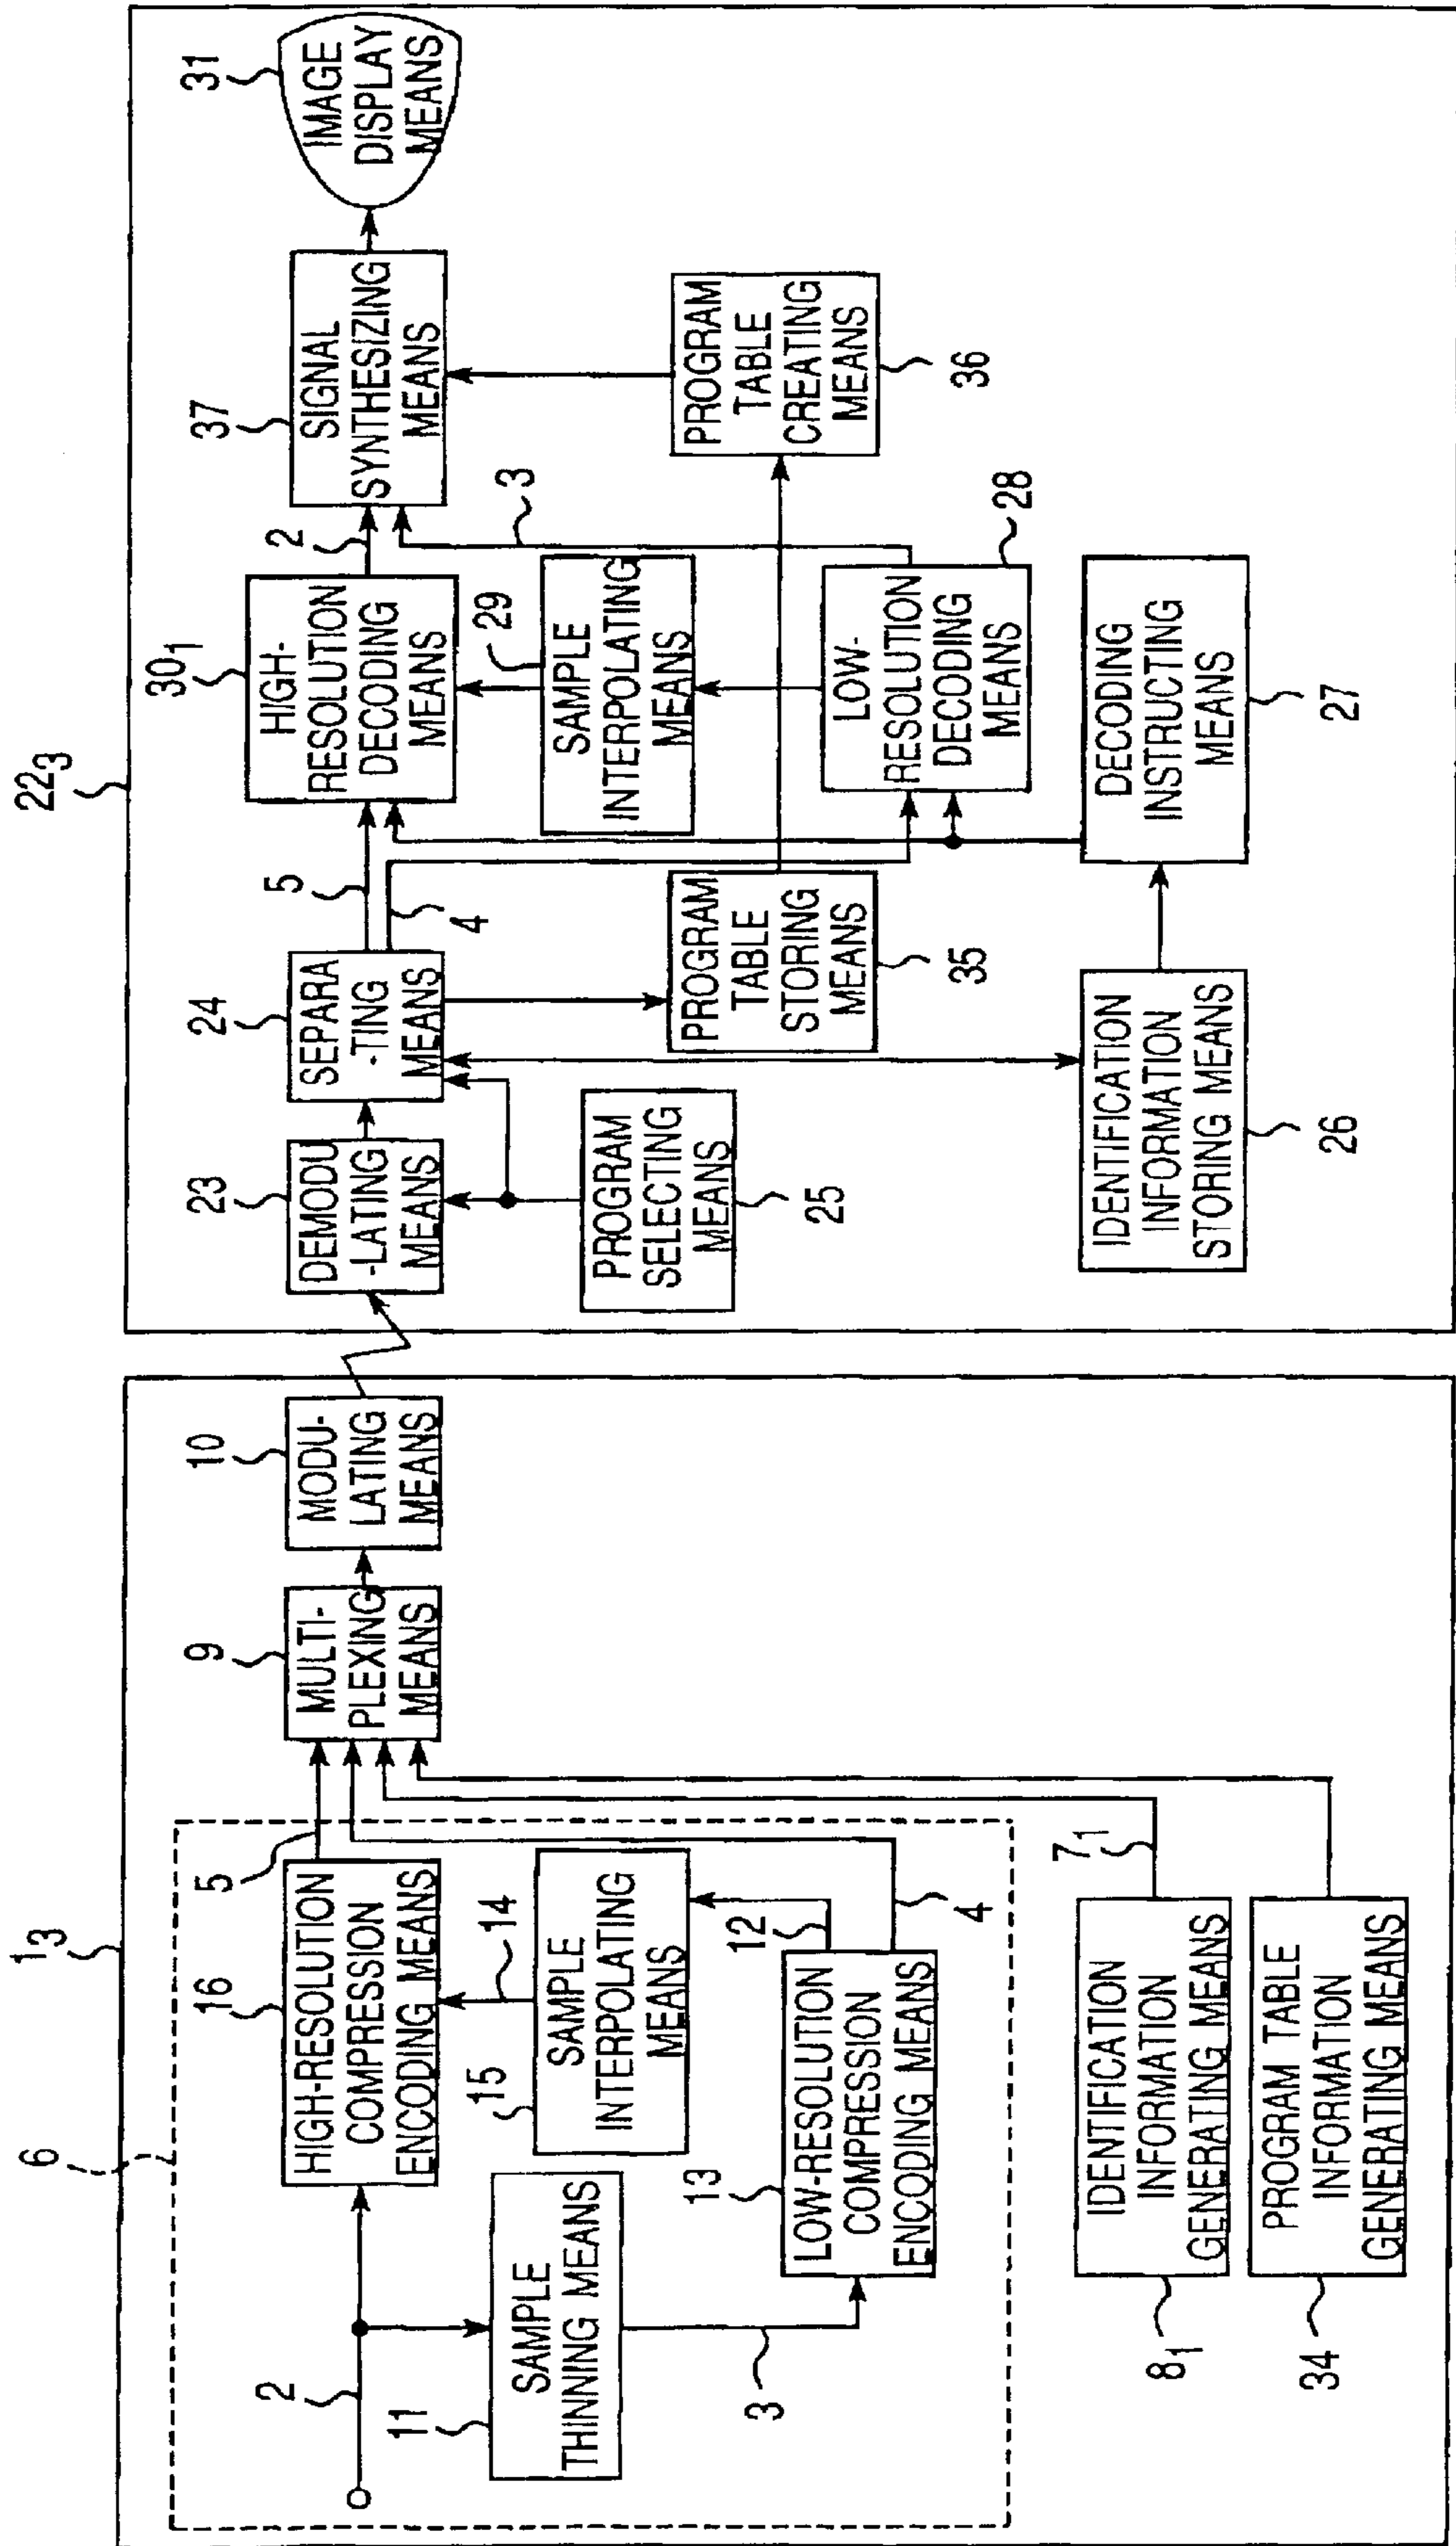 1₃
6
2
11
SAMPLE
THINNING MEANS
3
16
HIGH-RESOLUTION
COMPRESSION
ENCODING MEANS
5
14
15
SAMPLE
INTERPOLATING
MEANS
12
13
LOW-RESOLUTION
COMPRESSION
ENCODING MEANS
4
8₁
IDENTIFICATION
INFORMATION
GENERATING MEANS
7₁
34
PROGRAM TABLE
INFORMATION
GENERATING MEANS
9
MULTI-
PLEXING
MEANS
10
MODU-
LATING
MEANS
22₃
23
DEMODU
-LATING
MEANS
24
SEPARA
-TING
MEANS
25
PROGRAM
SELECTING
MEANS
5
4
35
PROGRAM
TABLE
STORING
MEANS
26
IDENTIFICATION
INFORMATION
STORING MEANS
30₁
HIGH-
RESOLUTION
DECODING
MEANS
29
SAMPLE
INTERPOLATING
MEANS
28
LOW-
RESOLUTION
DECODING
MEANS
27
DECODING
INSTRUCTING
MEANS
2
3
37
SIGNAL
SYNTHESIZING
MEANS
36
PROGRAM
TABLE
CREATING
MEANS
31
IMAGE
DISPLAY
MEANS